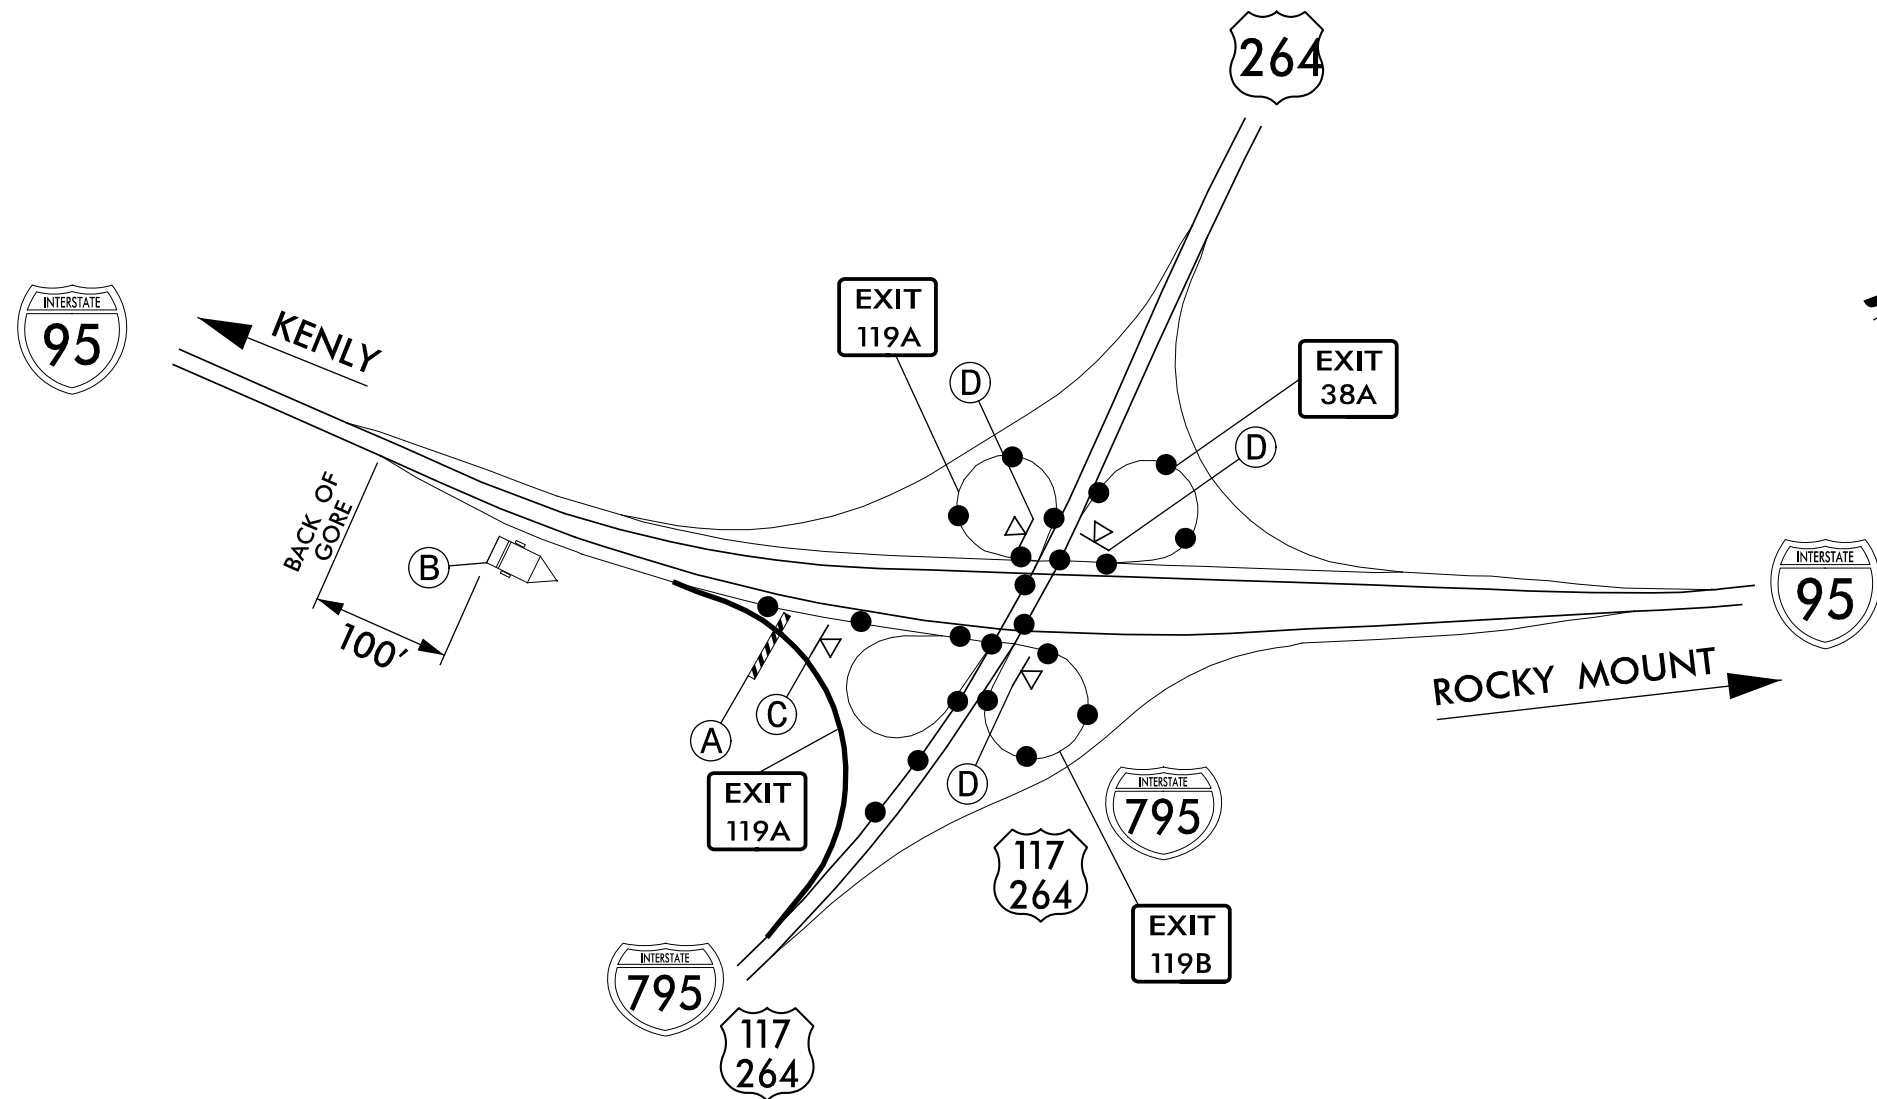 264
INTERSTATE
95
KENLY
EXIT
119A
D
EXIT
38A
D
BACK OF
GORE
B
100'
INTERSTATE
95
ROCKY MOUNT
A
C
D
EXIT
119A
INTERSTATE
795
117
264
EXIT
119B
INTERSTATE
795
117
264